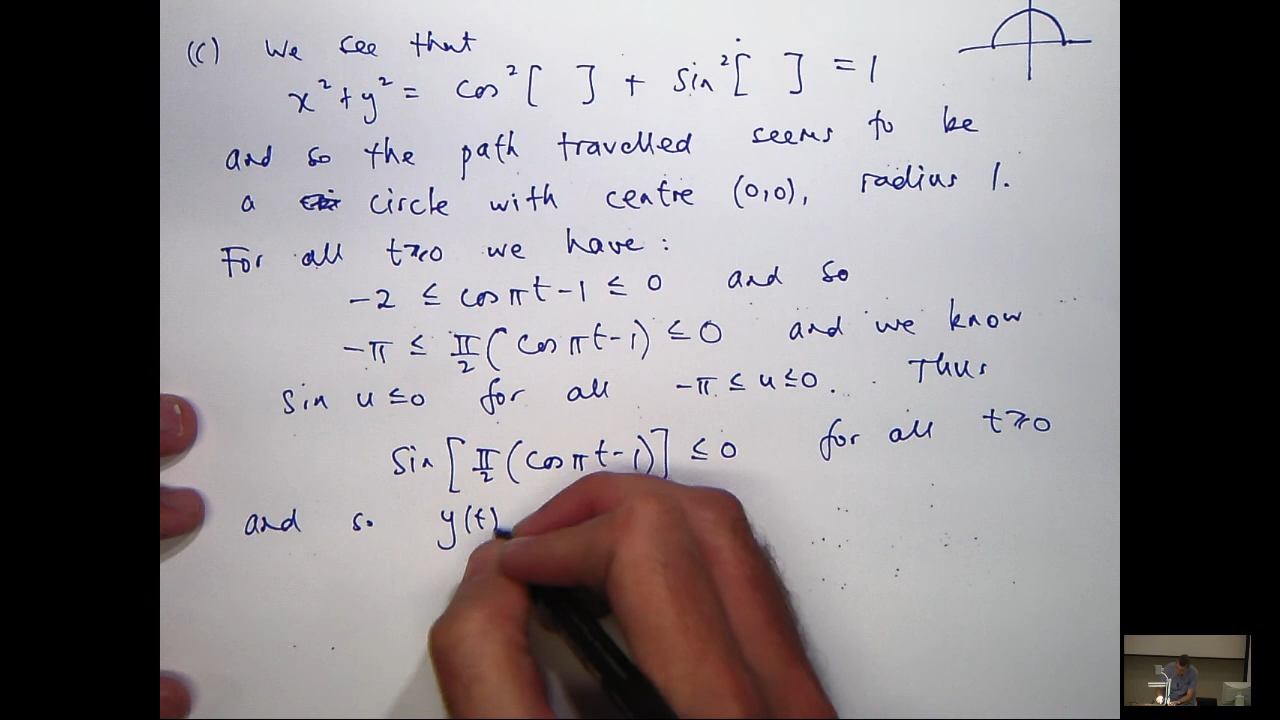 (c) We see that
x² + y² = cos²[ ] + sin²[ ] = 1
and so the path travelled seems to be
a circle with centre (0,0), radius 1.
For all t≥0 we have :
-2 ≤ cos πt - 1 ≤ 0 and so
-π ≤ π/2 (cos πt - 1) ≤ 0 and we know
sin u ≤ 0 for all -π ≤ u ≤ 0. Thus
sin [π/2 (cos πt - 1)] ≤ 0 for all t≥0
and so y(t)